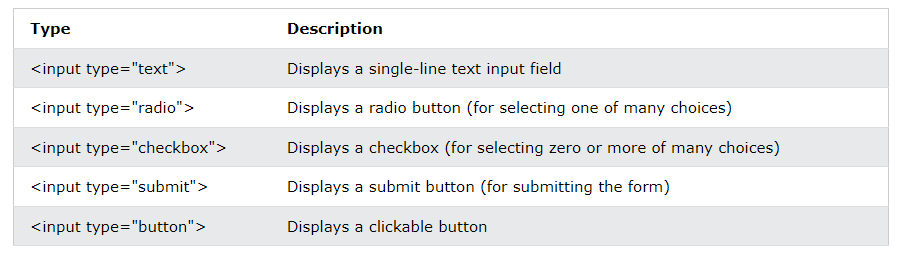 Type Description
<input type="text"> Displays a single-line text input field
<input type="radio"> Displays a radio button (for selecting one of many choices)
<input type="checkbox"> Displays a checkbox (for selecting zero or more of many choices)
<input type="submit"> Displays a submit button (for submitting the form)
<input type="button"> Displays a clickable button